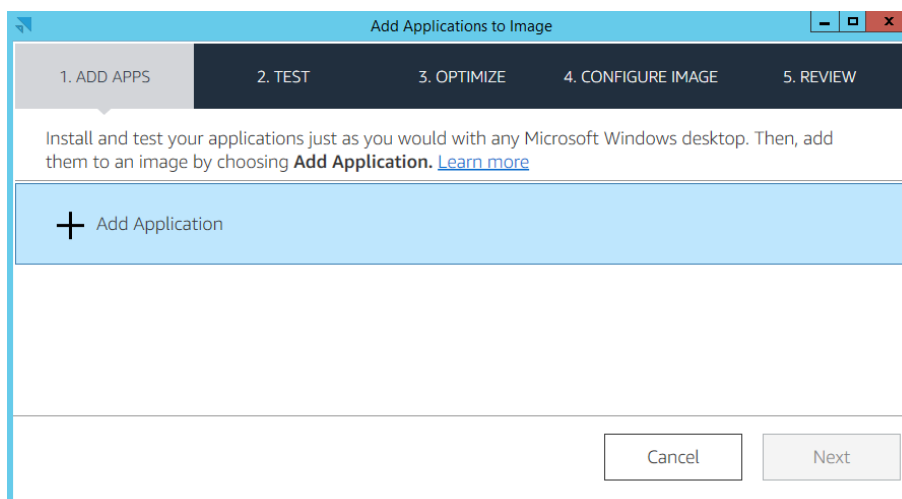 Add Applications to Image
1. ADD APPS 2. TEST 3. OPTIMIZE 4. CONFIGURE IMAGE 5. REVIEW
Install and test your applications just as you would with any Microsoft Windows desktop. Then, add
them to an image by choosing Add Application. Learn more
Add Application
Cancel Next